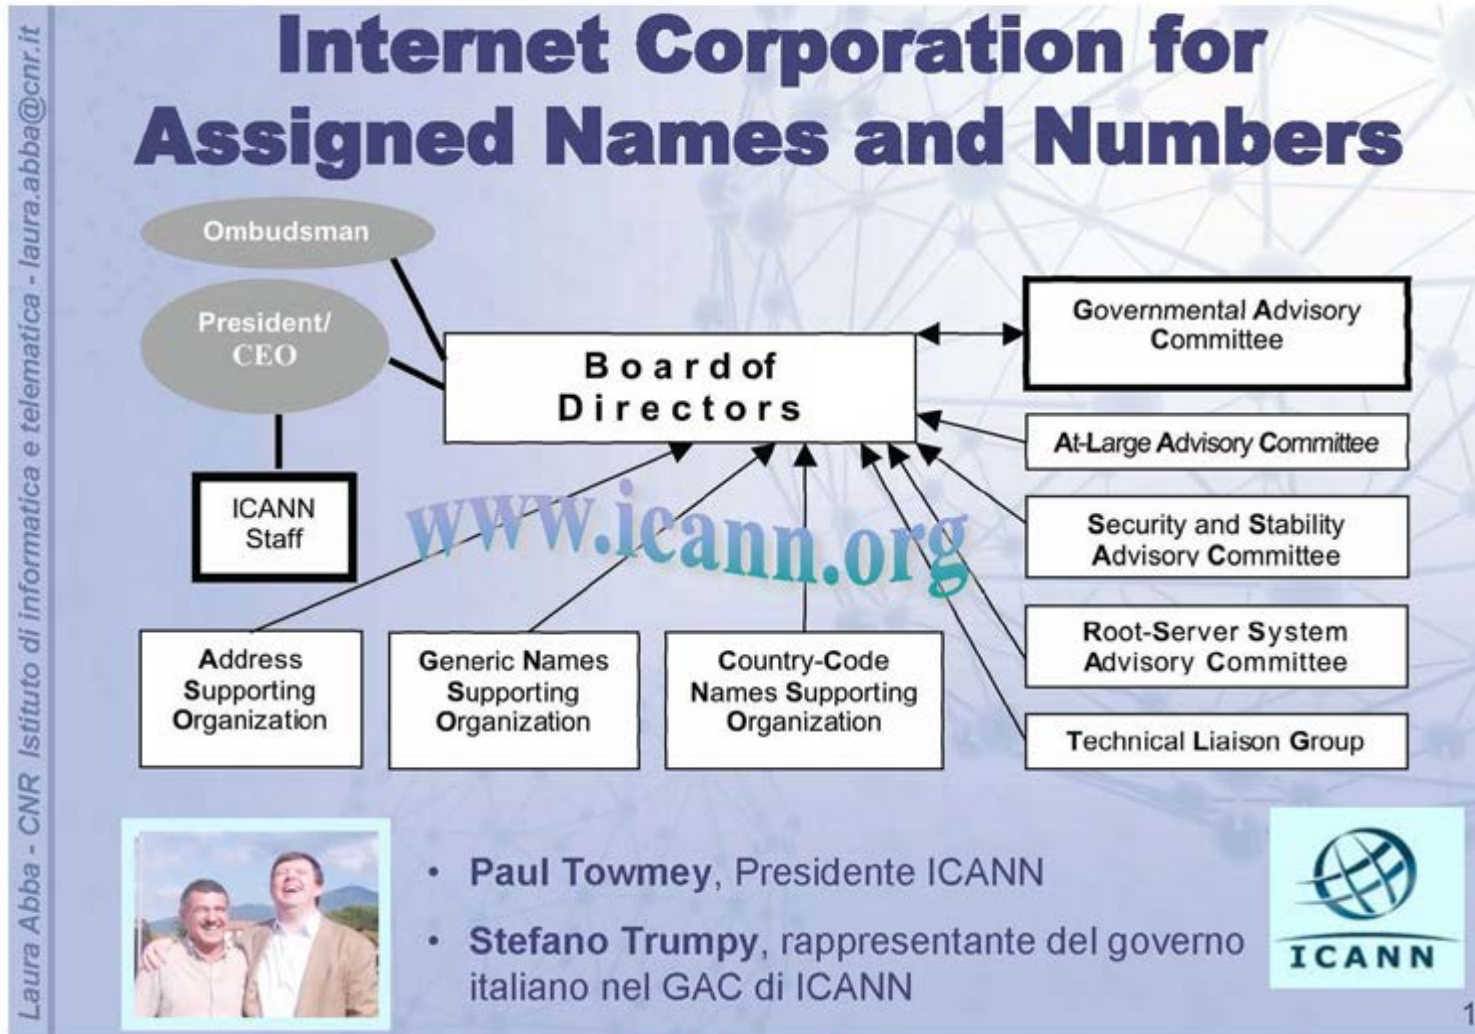 Internet Corporation for
Assigned Names and Numbers
Laura Abba - CNR Istituto di informatica e telematica - laura.abba@cnr.it
Ombudsman
President/
CEO
ICANN
Staff
Board of
Directors
Governmental Advisory
Committee
At-Large Advisory Committee
Security and Stability
Advisory Committee
Root-Server System
Advisory Committee
Technical Liaison Group
www.icann.org
Address
Supporting
Organization
Generic Names
Supporting
Organization
Country-Code
Names Supporting
Organization
• Paul Towmey, Presidente ICANN
• Stefano Trumpy, rappresentante del governo
italiano nel GAC di ICANN
ICANN
1